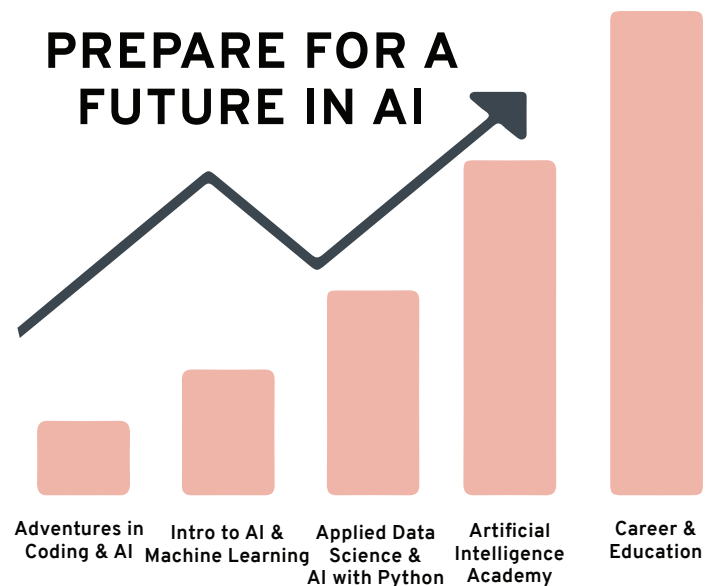 PREPARE FOR A
FUTURE IN AI
Adventures in
Coding & AI
Intro to AI &
Machine Learning
Applied Data
Science &
AI with Python
Artificial
Intelligence
Academy
Career &
Education